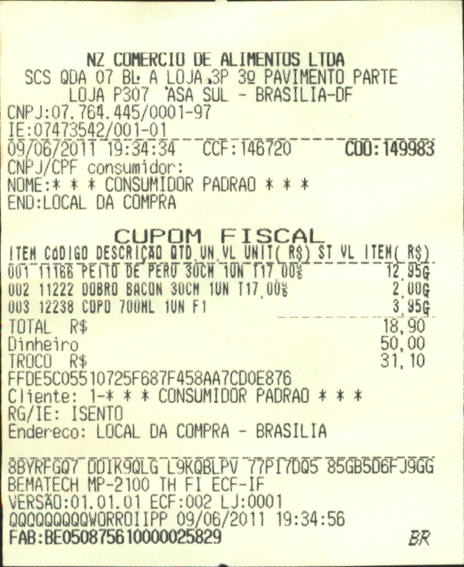 NZ COMERCIO DE ALIMENTOS LTDA
SCS QDA 07 BL A LOJA 3P 3º PAVIMENTO PARTE
LOJA P307 ASA SUL - BRASILIA-DF
CNPJ:07.764.445/0001-97
IE:07473542/001-01
09/06/2011 19:34:34 CCF:146720 COO:149983
CNPJ/CPF consumidor:
NOME:* * * CONSUMIDOR PADRAO * * *
END:LOCAL DA COMPRA
CUPOM FISCAL
ITEM CóDIGO DESCRIÇÃO QTD UN VL UNIT( R$) ST VL ITEM( R$)
001 11166 PEITO DE PERU 30CM 1UN T17,00% 12,95G
002 11222 DOBRO BACON 30CM 1UN T17,00% 2,00G
003 12238 COPO 700ML 1UN F1 3,95G
TOTAL R$ 18,90
Dinheiro 50,00
TROCO R$ 31,10
FFDE5C05510725F687F458AA7CD0E876
Cliente: 1-* * * CONSUMIDOR PADRAO * * *
RG/IE: ISENTO
Endereco: LOCAL DA COMPRA - BRASILIA
8BYRFGQ7 DDIK9QLG L9KQBLPV 77PI7DQ5 85GB5D6FJ9GG
BEMATECH MP-2100 TH FI ECF-IF
VERSÃO:01.01.01 ECF:002 LJ:0001
QQQQQQQQQWORROIIPP 09/06/2011 19:34:56
FAB:BE050875610000025829 BR